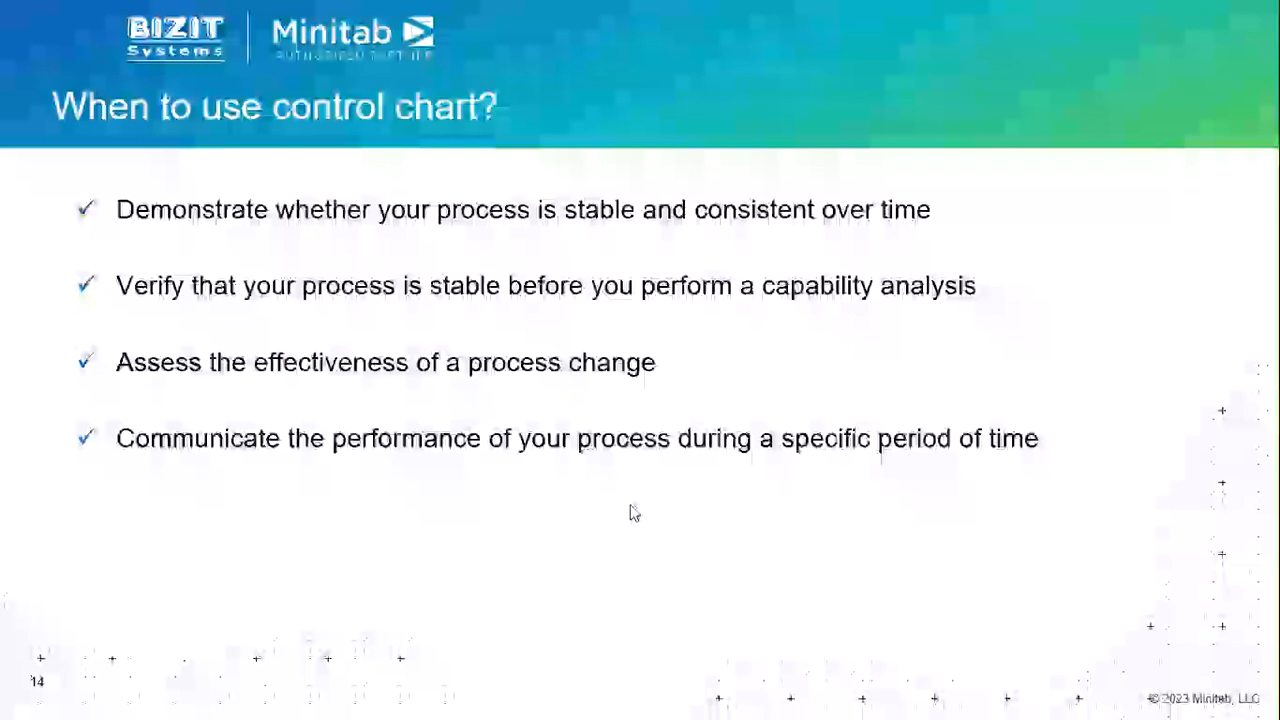 BIZIT
Systems
Minitab
AUTHORIZED PARTNER
When to use control chart?
✓ Demonstrate whether your process is stable and consistent over time
✓ Verify that your process is stable before you perform a capability analysis
✓ Assess the effectiveness of a process change
✓ Communicate the performance of your process during a specific period of time
14
© 2023 Minitab, LLC